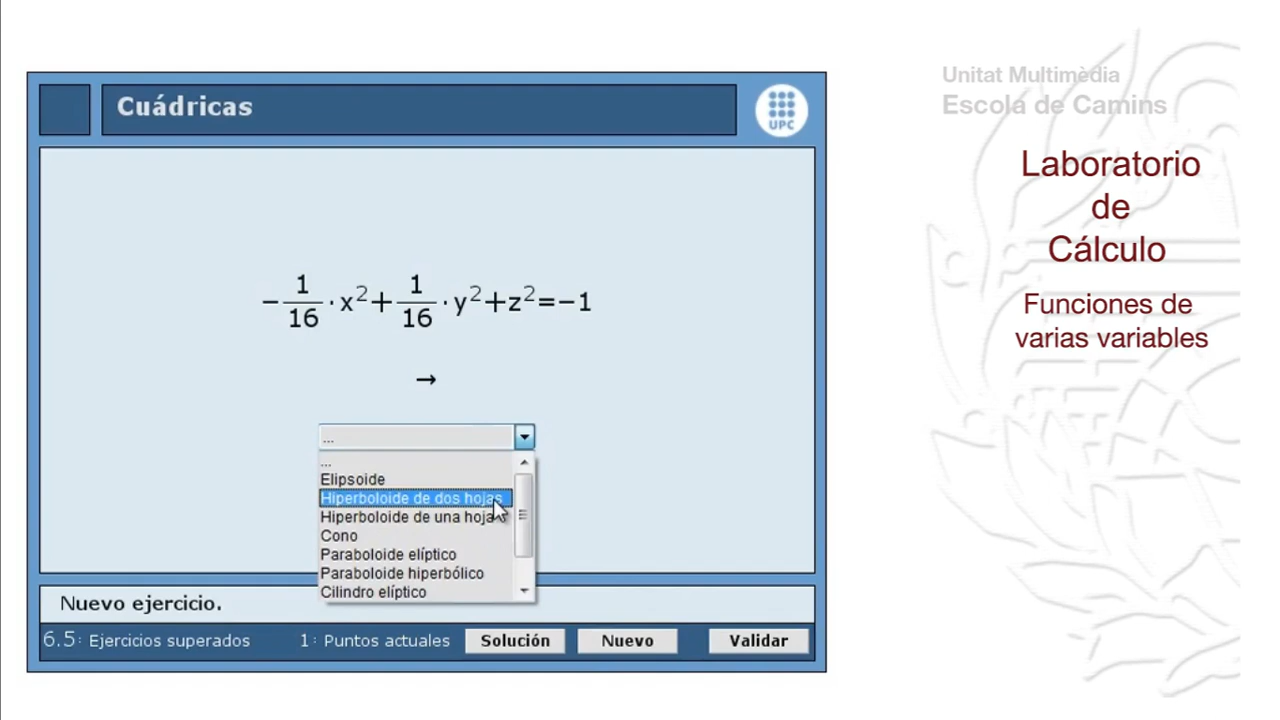 Unitat Multimèdia
Escola de Camins
Laboratorio
de
Cálculo
Funciones de
varias variables
Cuádricas
UPC
-1/16·x²+1/16·y²+z²=-1
→
...
...
Elipsoide
Hiperboloide de dos hojas
Hiperboloide de una hoja
Cono
Paraboloide elíptico
Paraboloide hiperbólico
Cilindro elíptico
Nuevo ejercicio.
6.5: Ejercicios superados 1: Puntos actuales Solución Nuevo Validar